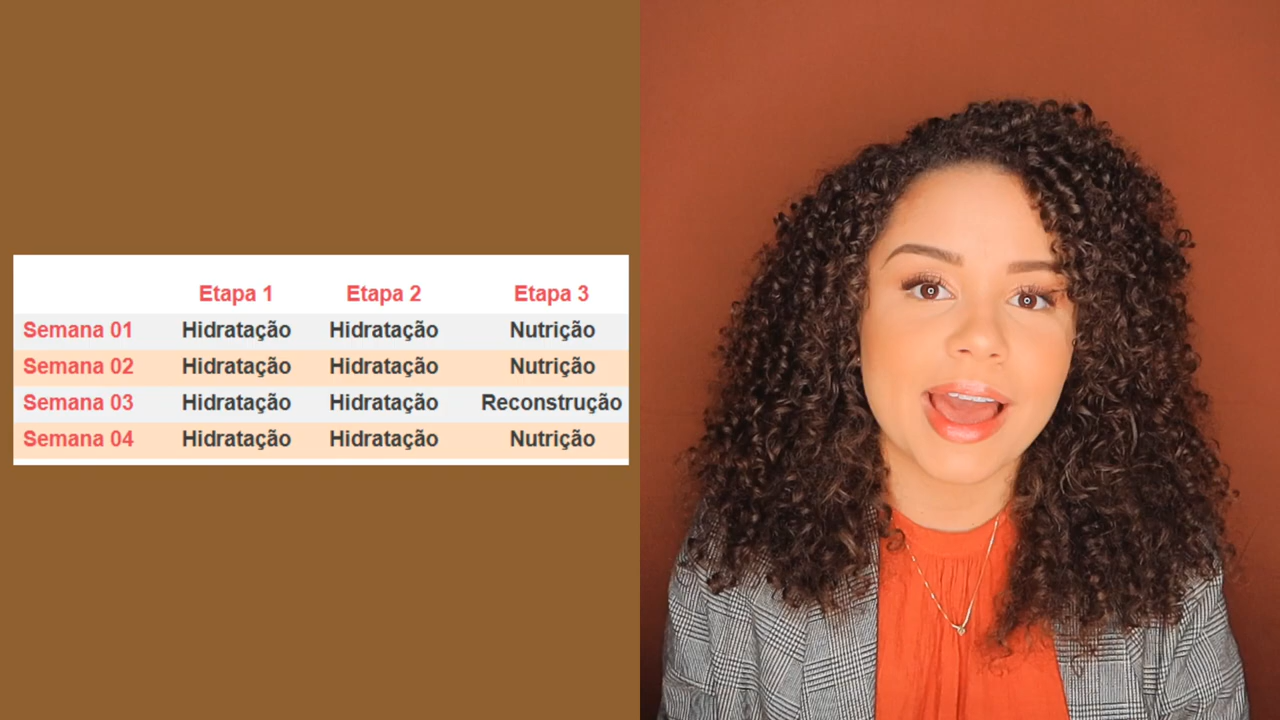 Etapa 1 Etapa 2 Etapa 3
Semana 01 Hidratação Hidratação Nutrição
Semana 02 Hidratação Hidratação Nutrição
Semana 03 Hidratação Hidratação Reconstrução
Semana 04 Hidratação Hidratação Nutrição